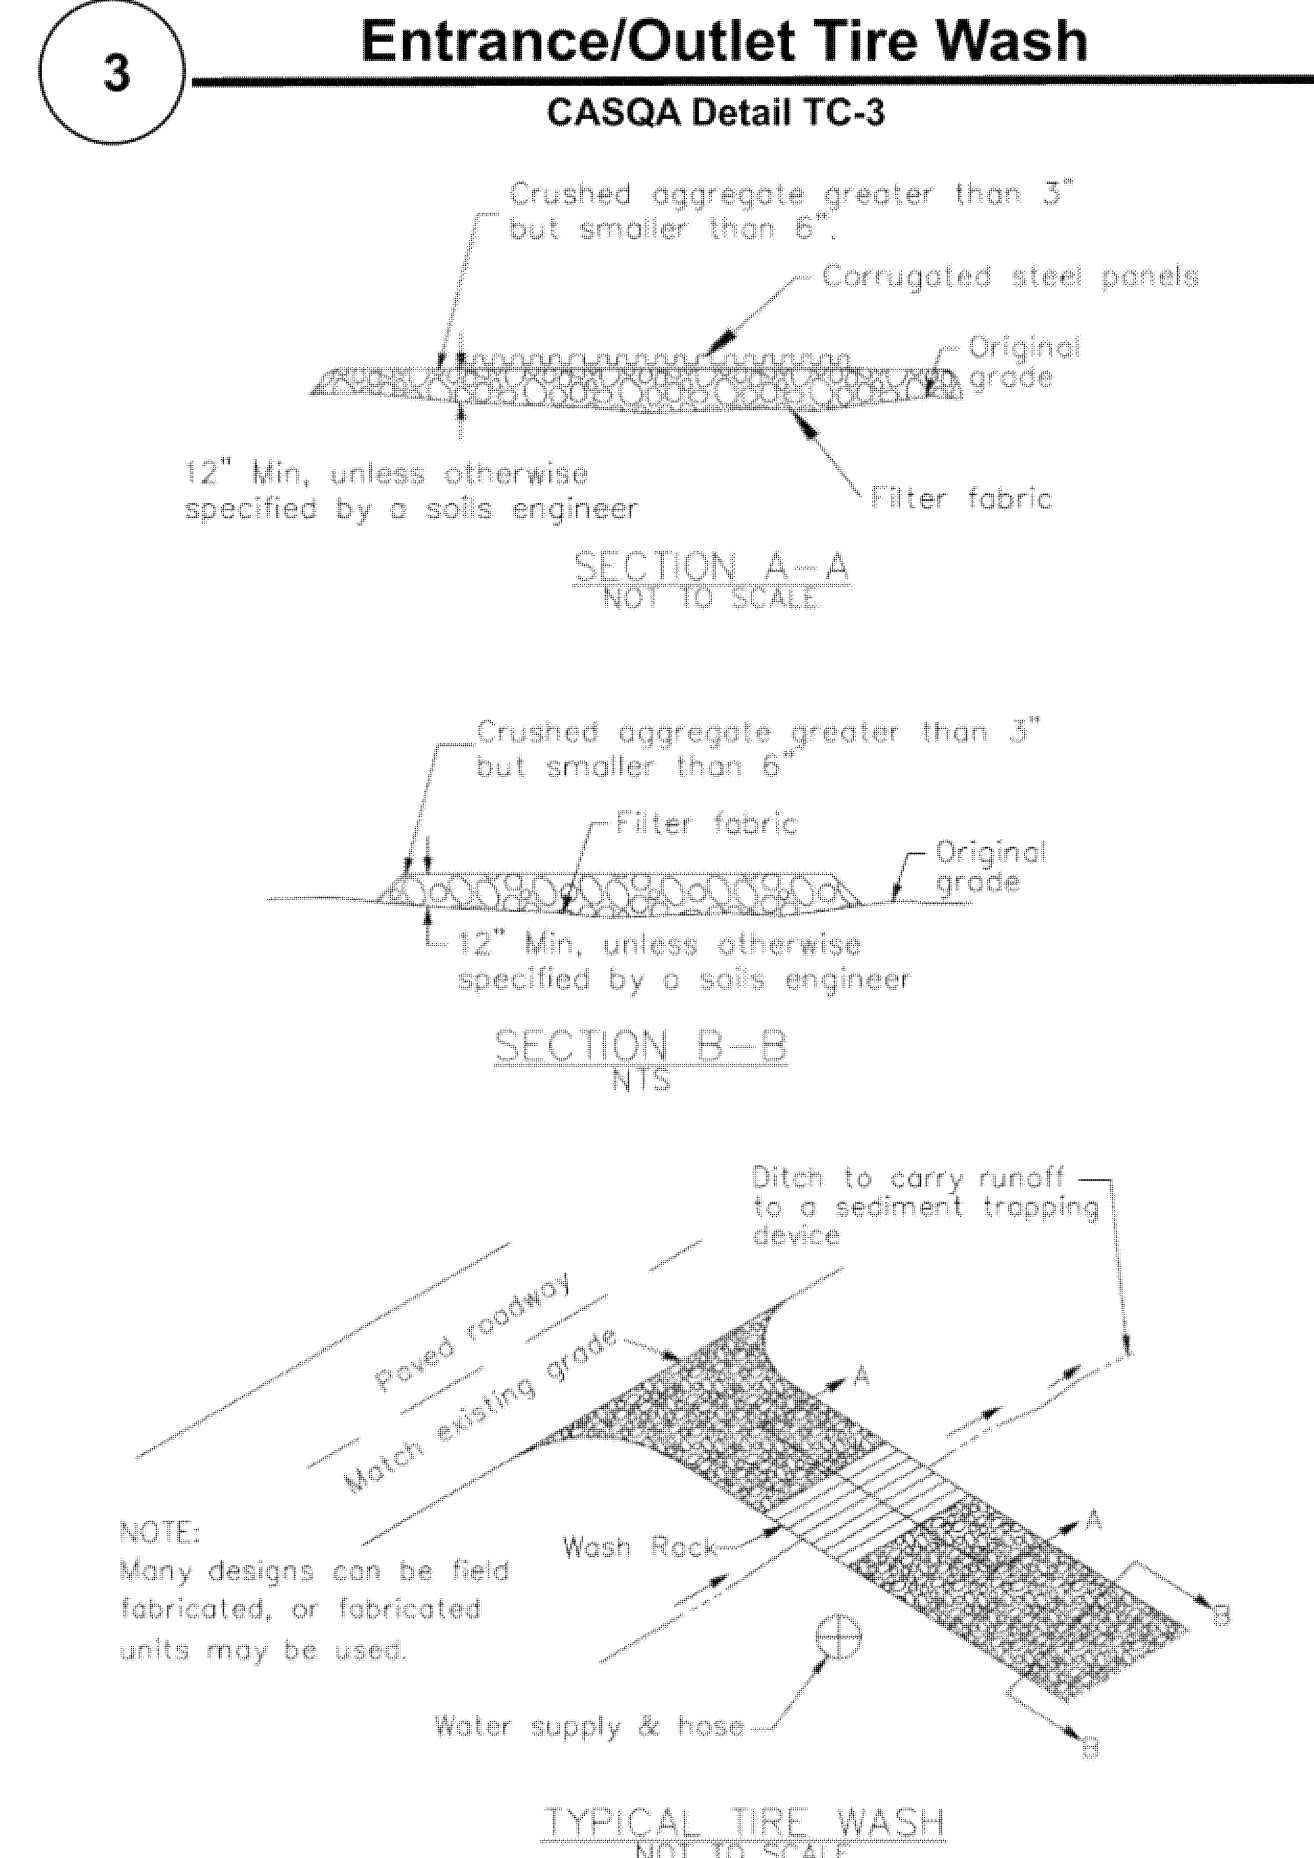 3
Entrance/Outlet Tire Wash
CASQA Detail TC-3
Crushed aggregate greater than 3"
but smaller than 6".
Corrugated steel panels
Original
grade
12" Min, unless otherwise
specified by a soils engineer
Filter fabric
SECTION A-A
NOT TO SCALE
Crushed aggregate greater than 3"
but smaller than 6"
Filter fabric
Original
grade
12" Min, unless otherwise
specified by a soils engineer
SECTION B-B
NTS
Ditch to carry runoff
to a sediment trapping
device
Paved roadway
Match existing grade
A
A
NOTE:
Many designs can be field
fabricated, or fabricated
units may be used.
Wash Rack
B
Water supply & hose
B
TYPICAL TIRE WASH
NOT TO SCALE